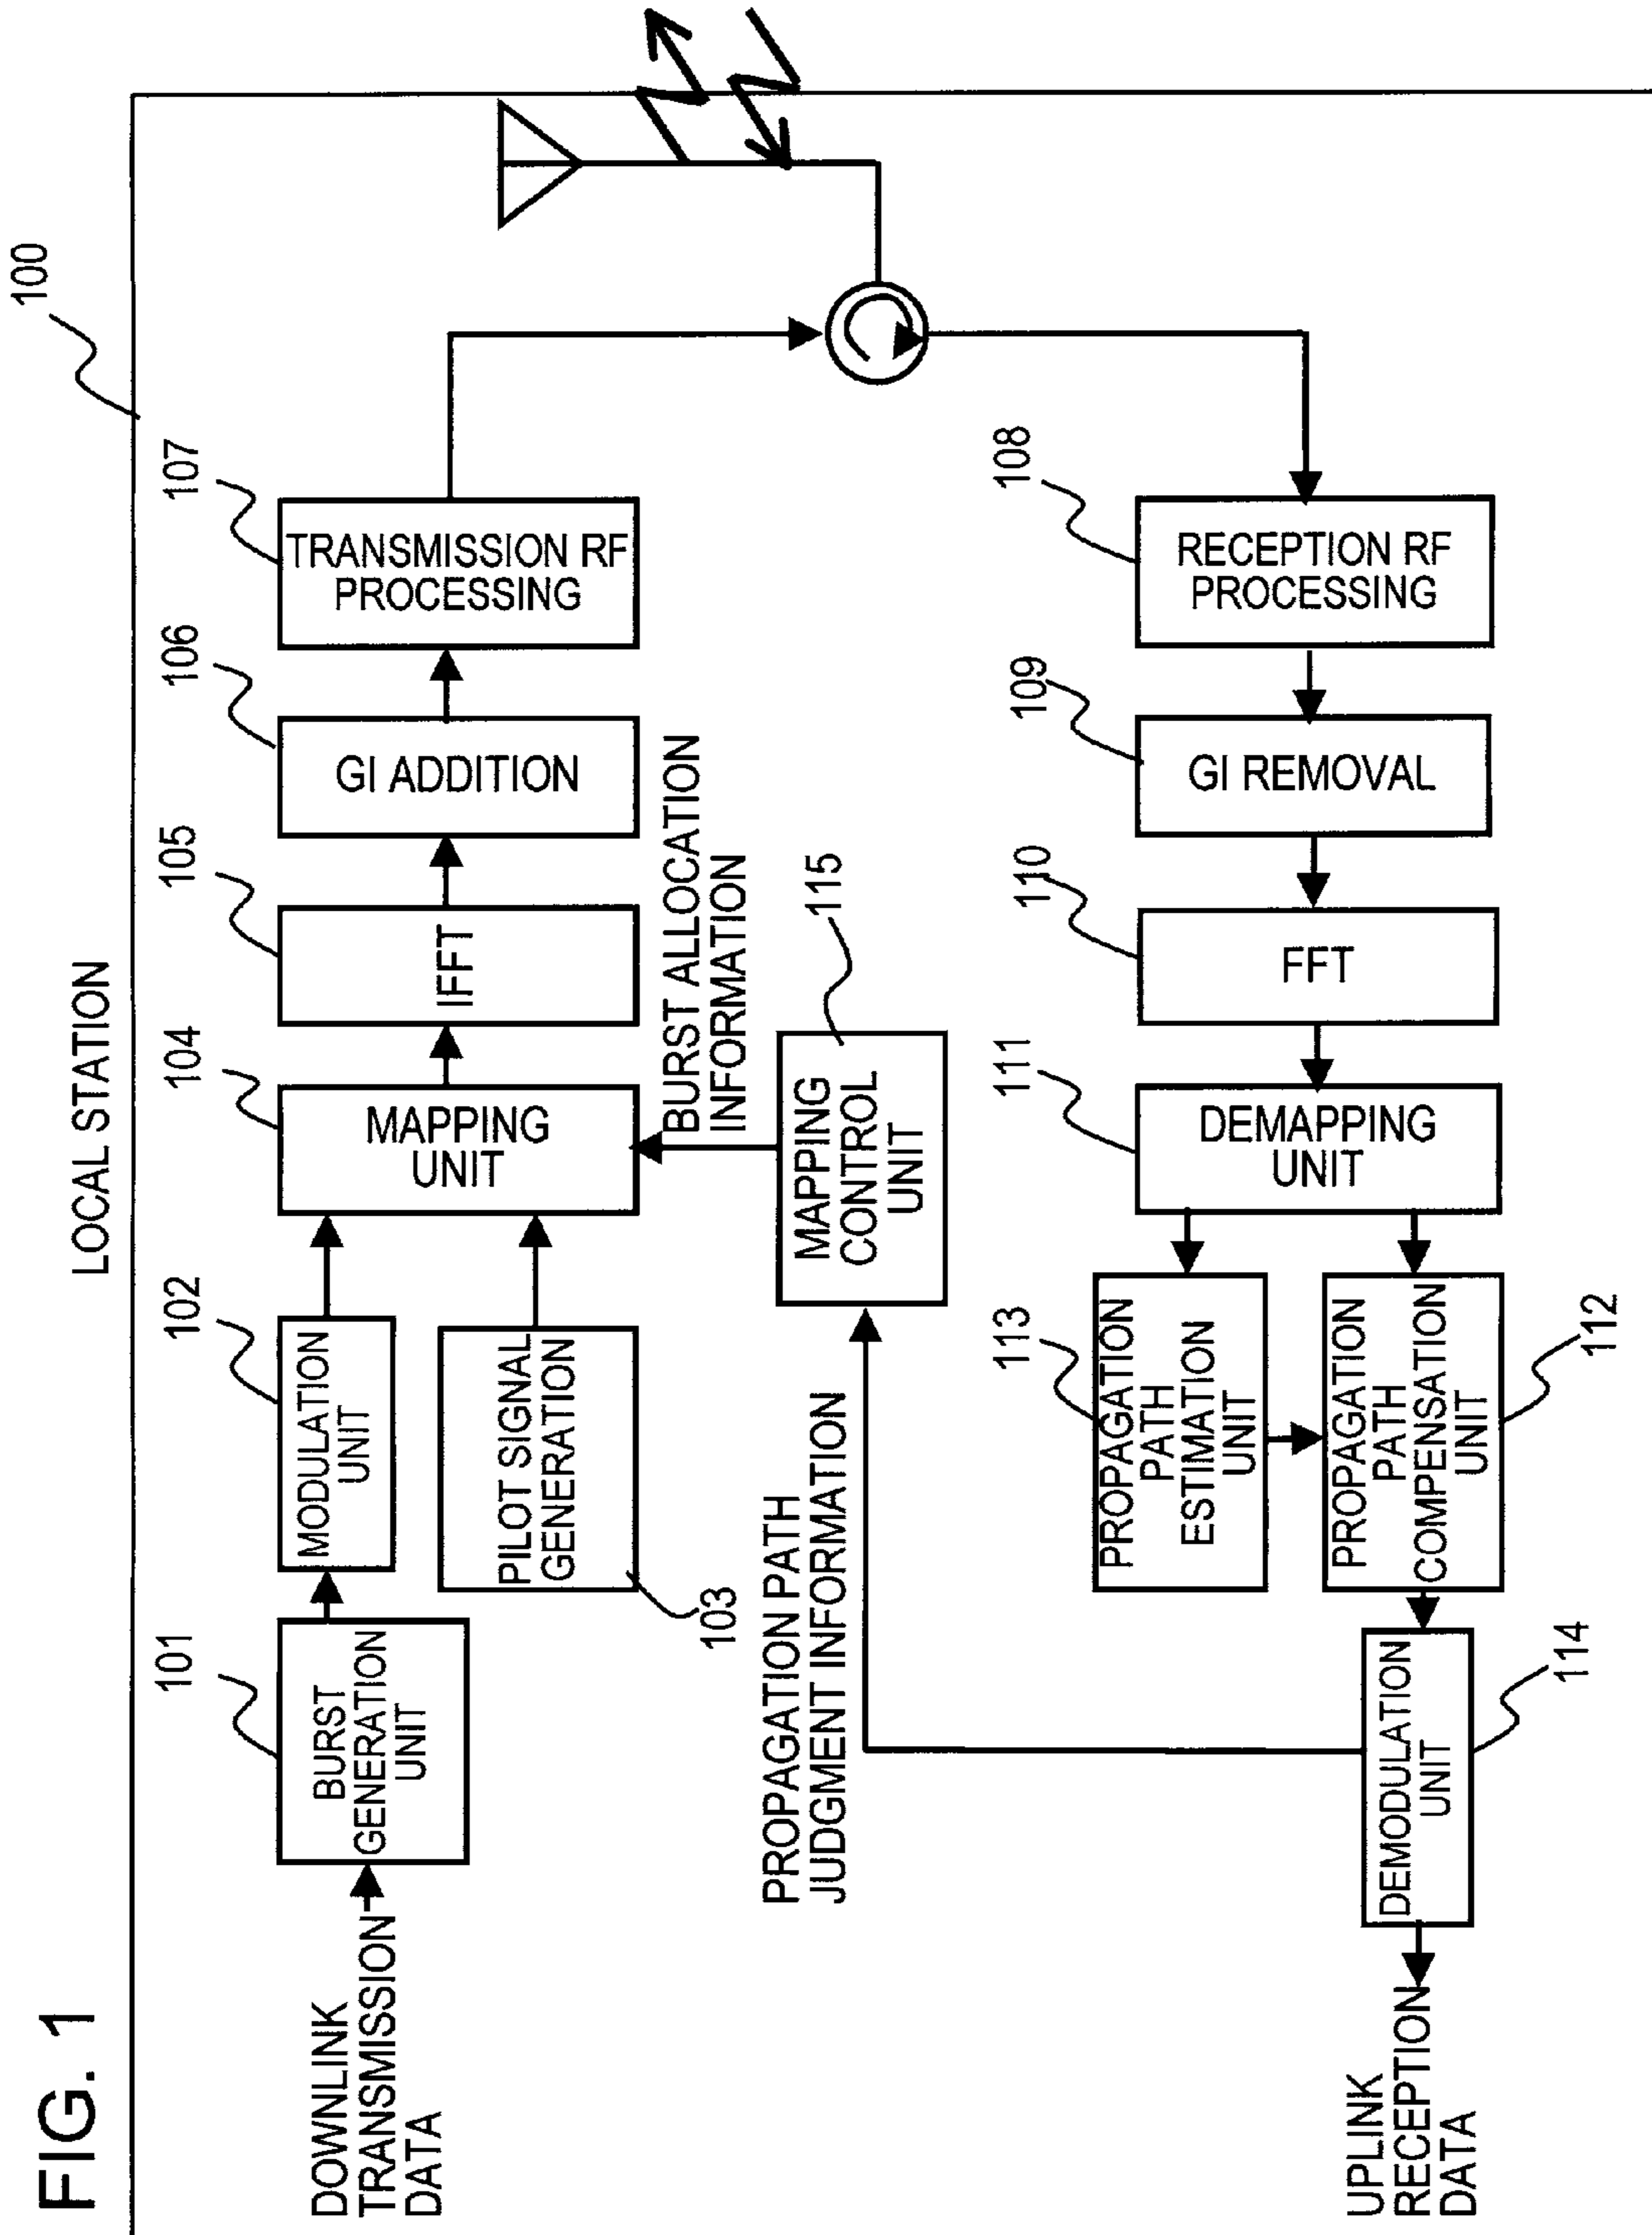 FIG. 1
LOCAL STATION
100
DOWNLINK
TRANSMISSION
DATA
101
BURST
GENERATION
UNIT
102
MODULATION
UNIT
PILOT SIGNAL
GENERATION
103
104
MAPPING
UNIT
105
IFFT
106
GI ADDITION
107
TRANSMISSION RF
PROCESSING
BURST ALLOCATION
INFORMATION
115
MAPPING
CONTROL
UNIT
PROPAGATION PATH
JUDGMENT INFORMATION
108
RECEPTION RF
PROCESSING
109
GI REMOVAL
110
FFT
111
DEMAPPING
UNIT
113
PROPAGATION
PATH
ESTIMATION
UNIT
PROPAGATION
PATH
COMPENSATION
UNIT
112
DEMODULATION
UNIT
114
UPLINK
RECEPTION
DATA